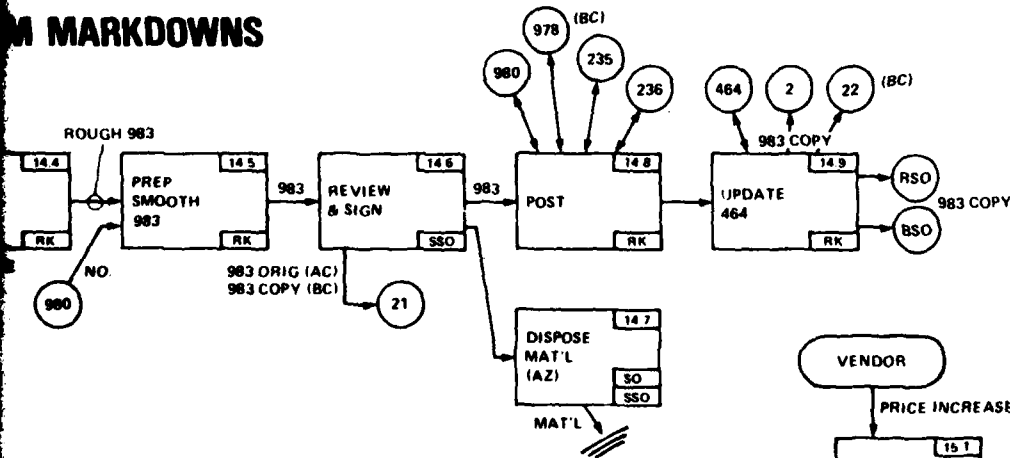 M MARKDOWNS
978
(BC)
980
235
236
464
2
22
(BC)
ROUGH 983
14.4
RK
14 5
PREP
SMOOTH
983
RK
NO.
980
983
14 6
REVIEW
& SIGN
SSO
983 ORIG (AC)
983 COPY (BC)
21
983
14 8
POST
RK
983 COPY
14.9
UPDATE
464
RK
RSO
983 COPY
BSO
14 7
DISPOSE
MAT'L
(AZ)
SO
SSO
MAT'L
VENDOR
PRICE INCREASE
15 1